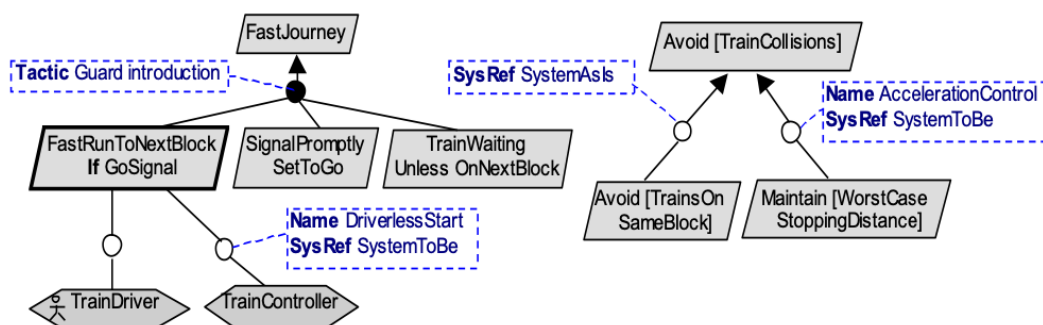 FastJourney
Tactic Guard introduction
FastRunToNextBlock
If GoSignal
SignalPromptly
SetToGo
TrainWaiting
Unless OnNextBlock
Name DriverlessStart
SysRef SystemToBe
TrainDriver
TrainController
Avoid [TrainCollisions]
SysRef SystemAsIs
Name AccelerationControl
SysRef SystemToBe
Avoid [TrainsOn
SameBlock]
Maintain [WorstCase
StoppingDistance]